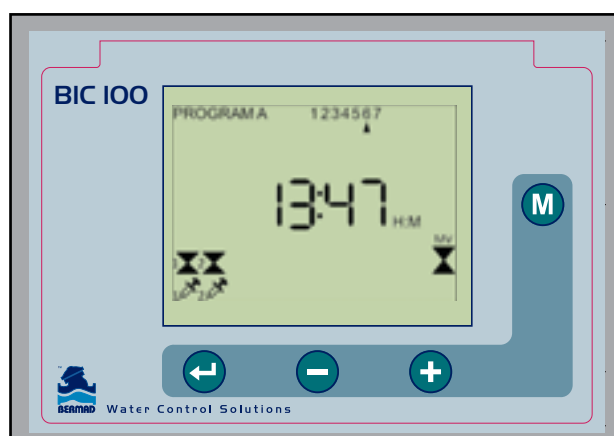 BIC 100
PROGRAM A 1234567
13:47 H:M
MV
1 2
1 2
M
BERMAD Water Control Solutions